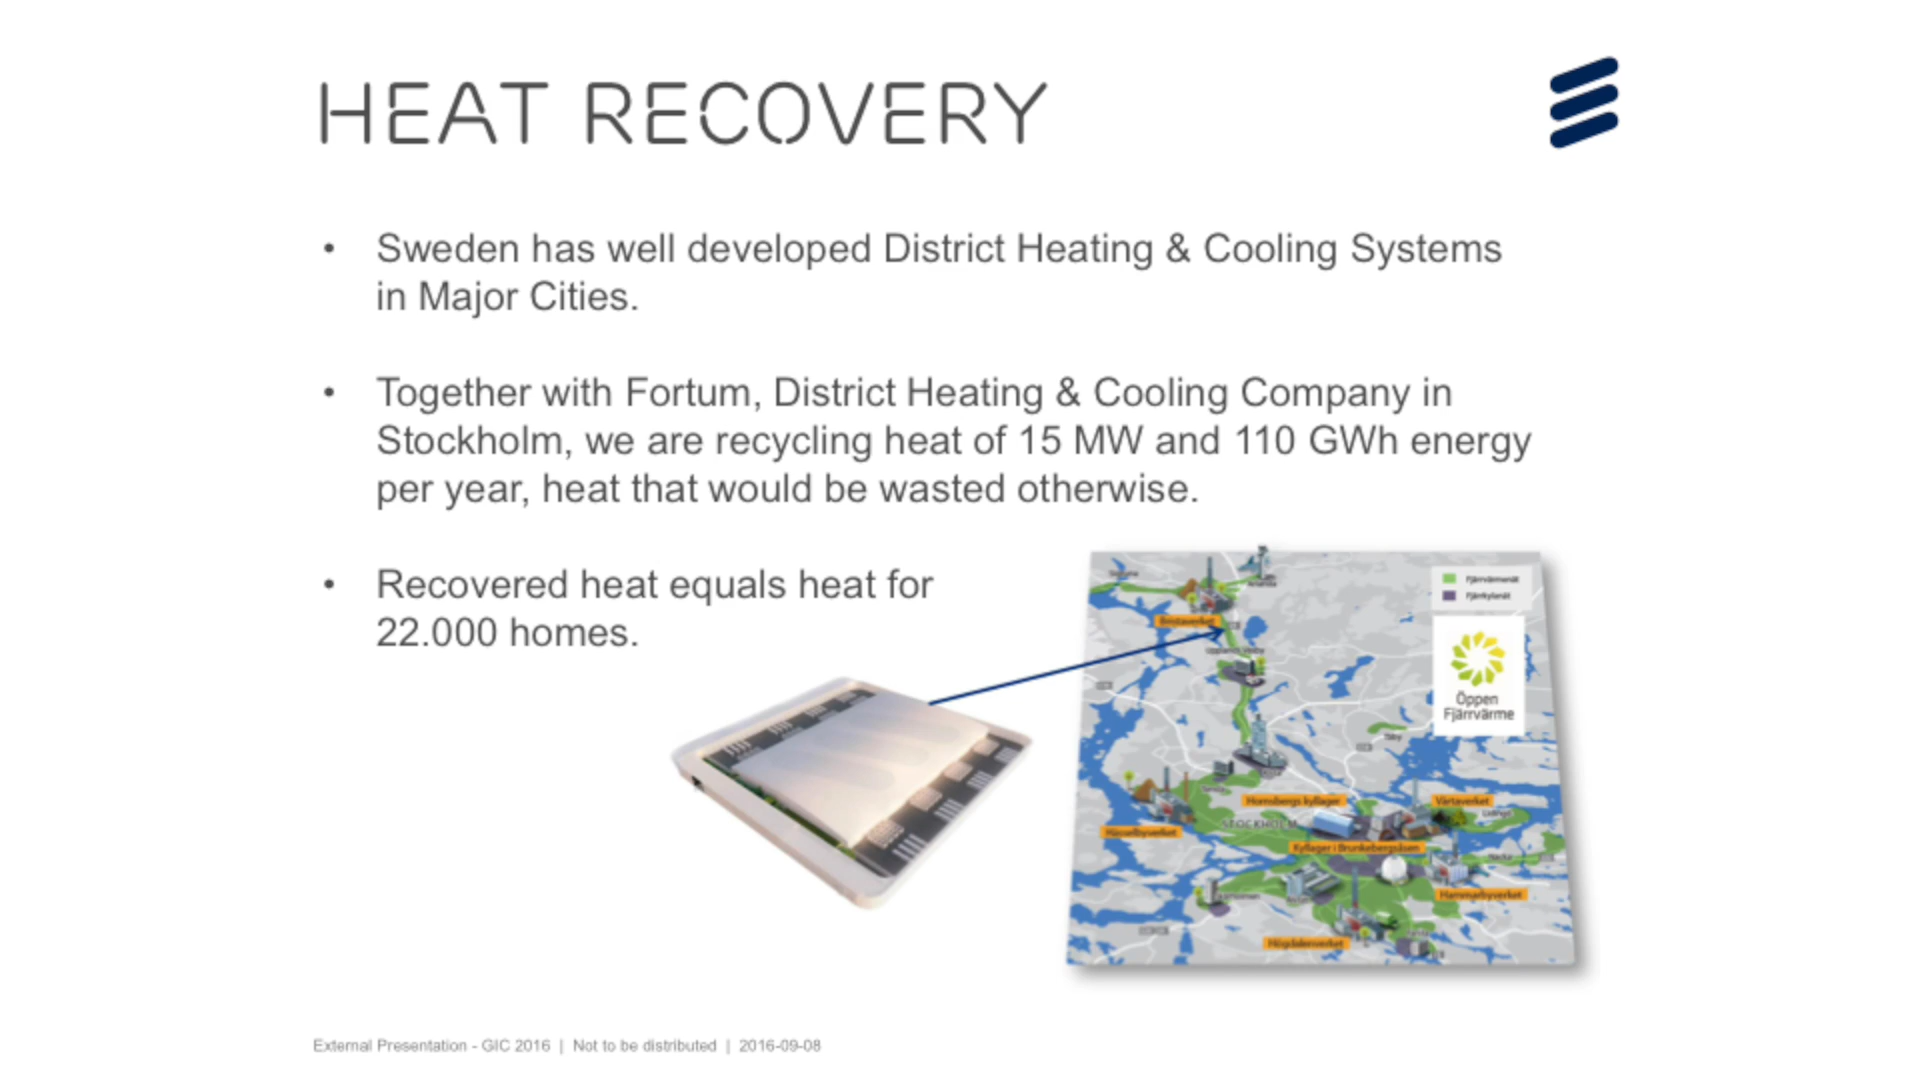 HEAT RECOVERY
• Sweden has well developed District Heating & Cooling Systems
in Major Cities.
• Together with Fortum, District Heating & Cooling Company in
Stockholm, we are recycling heat of 15 MW and 110 GWh energy
per year, heat that would be wasted otherwise.
• Recovered heat equals heat for
22.000 homes.
Fjärrvärmenät
Fjärrkylanät
Bristaverket
Öppen
Fjärrvärme
Hornsbergs kyllager
Värtaverket
STOCKHOLM
Hässelbyverket
Kyllager i Brunkebergsåsen
Hammarbyverket
Högdalenverket
External Presentation - GIC 2016 | Not to be distributed | 2016-09-08